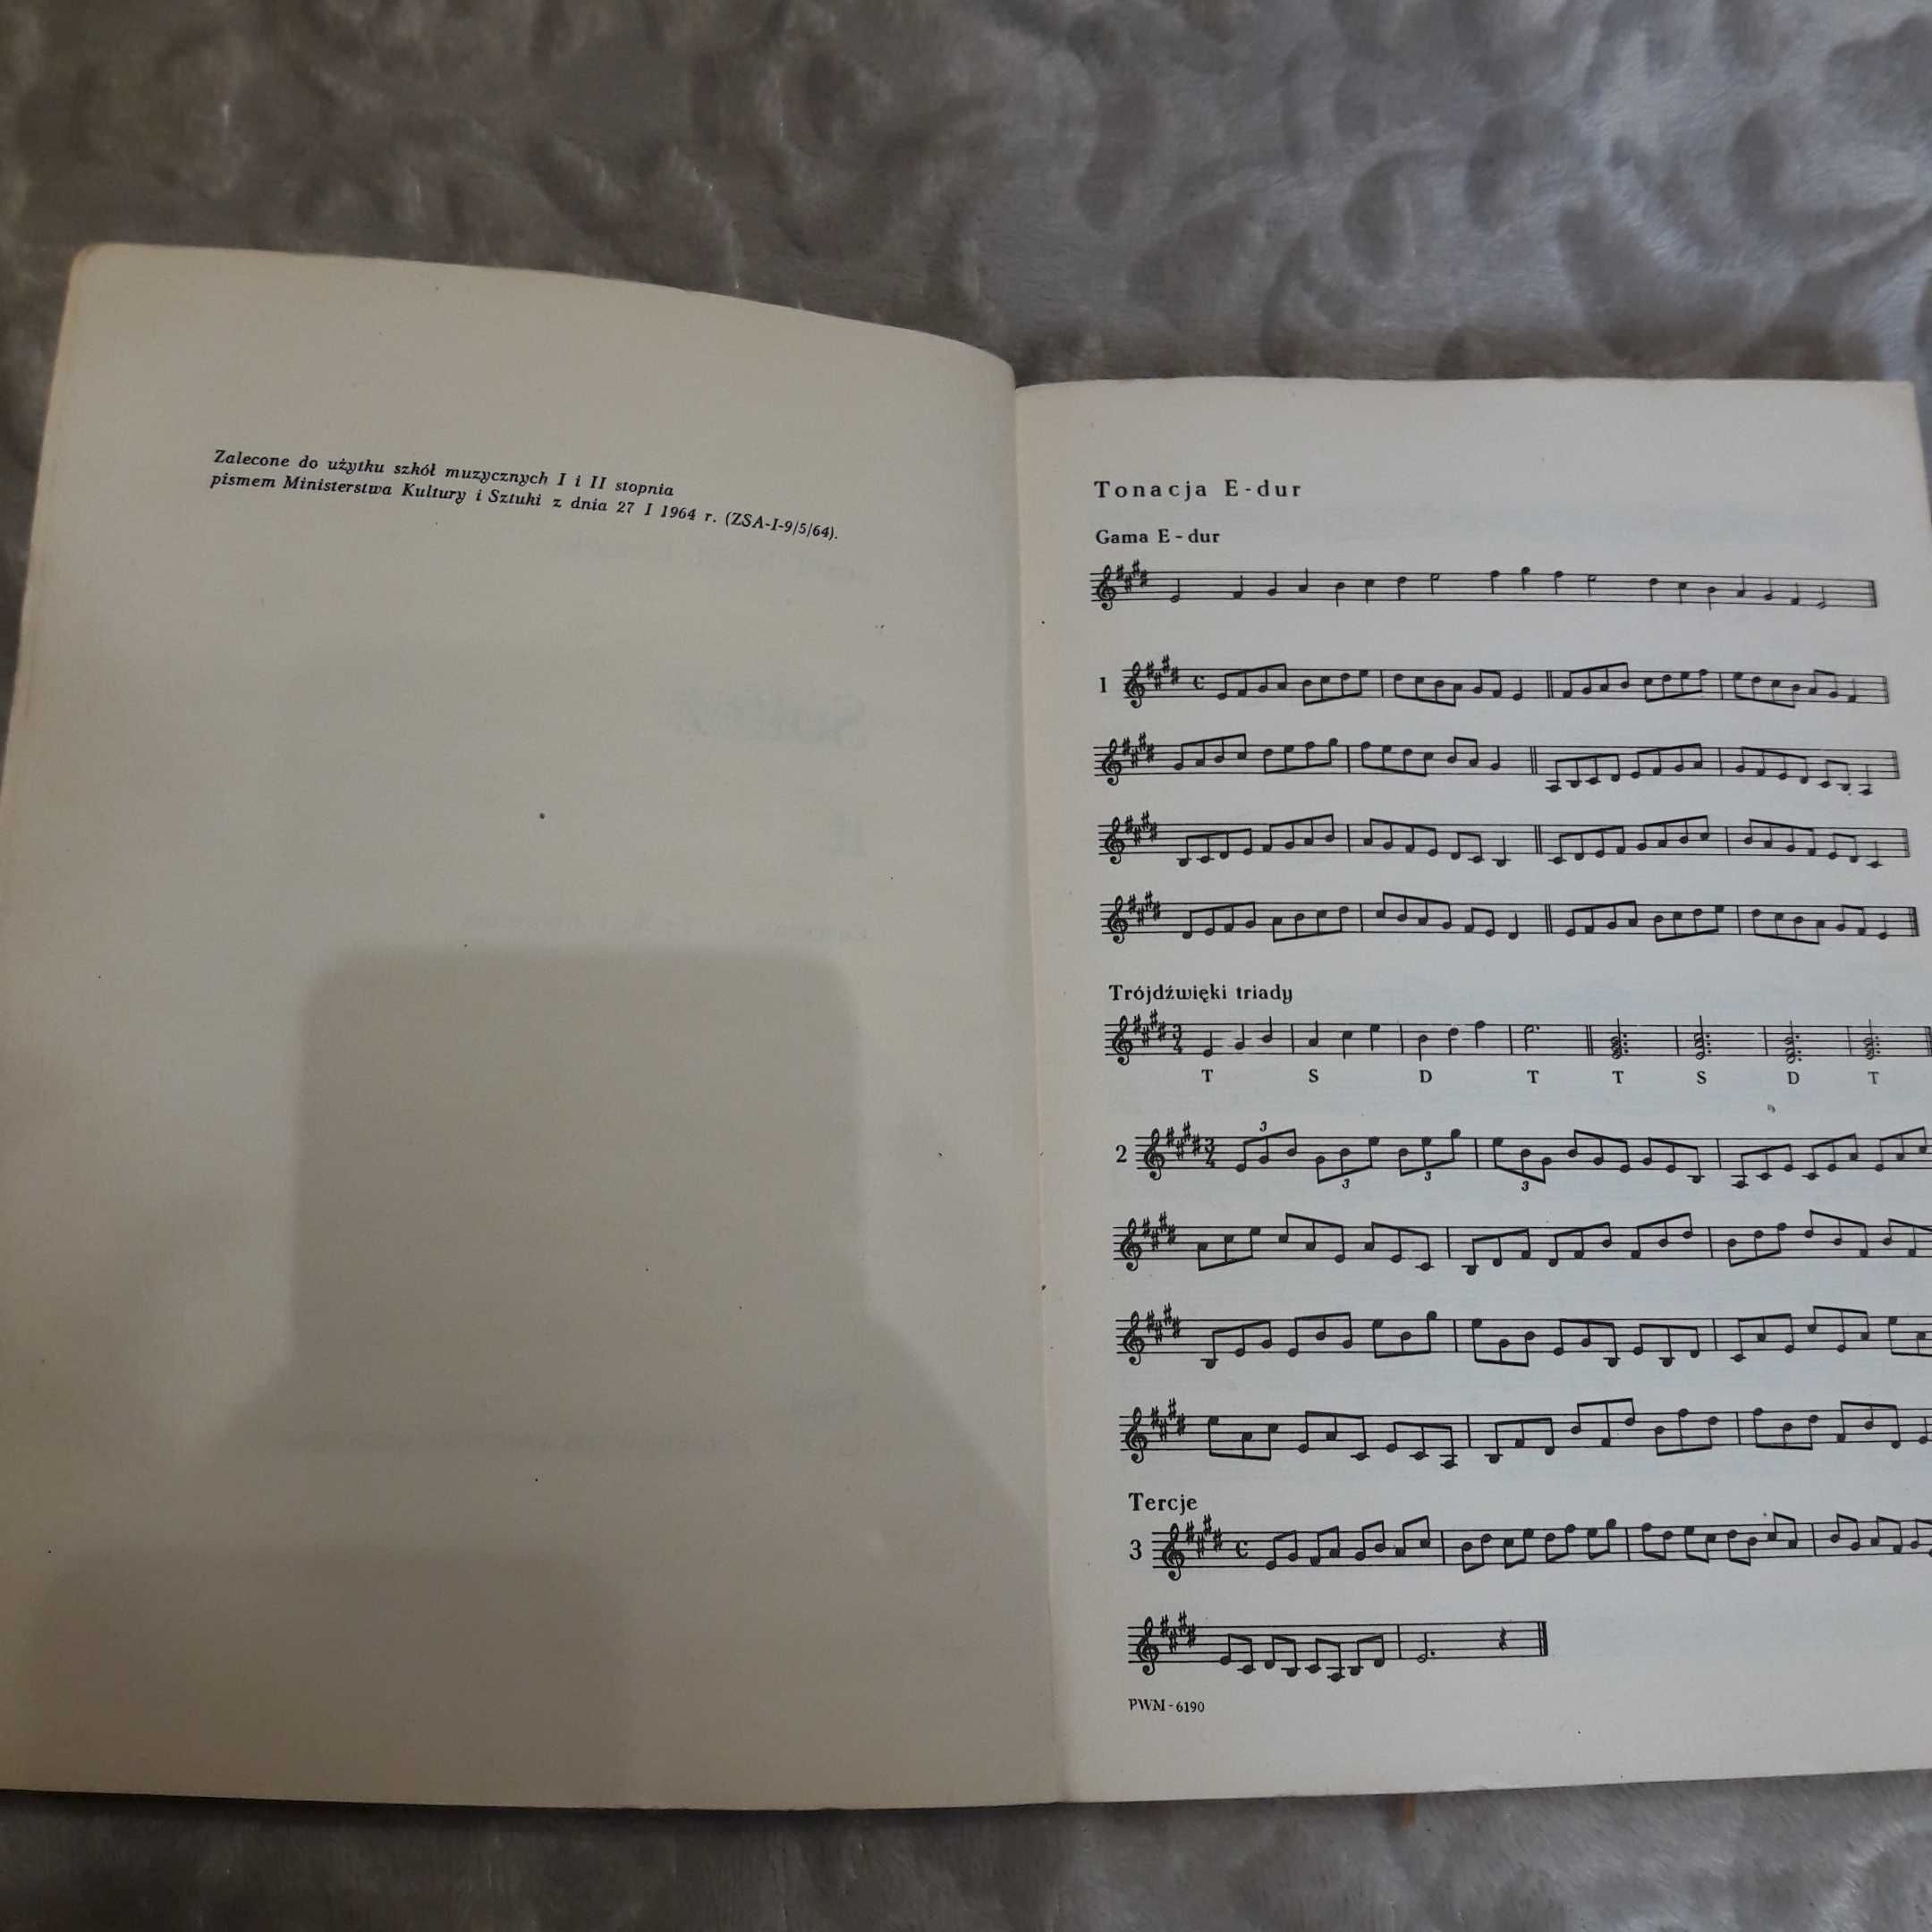 Zalecone do użytku szkół muzycznych I i II stopnia
pismem Ministerstwa Kultury i Sztuki z dnia 27 I 1964 r. (ZSA-I-9/5/64).
Tonacja E-dur
Gama E-dur
1
Trójdźwięki triady
T S D T T S D T
2
3
3 3 3
Tercje
3
PWM-6190